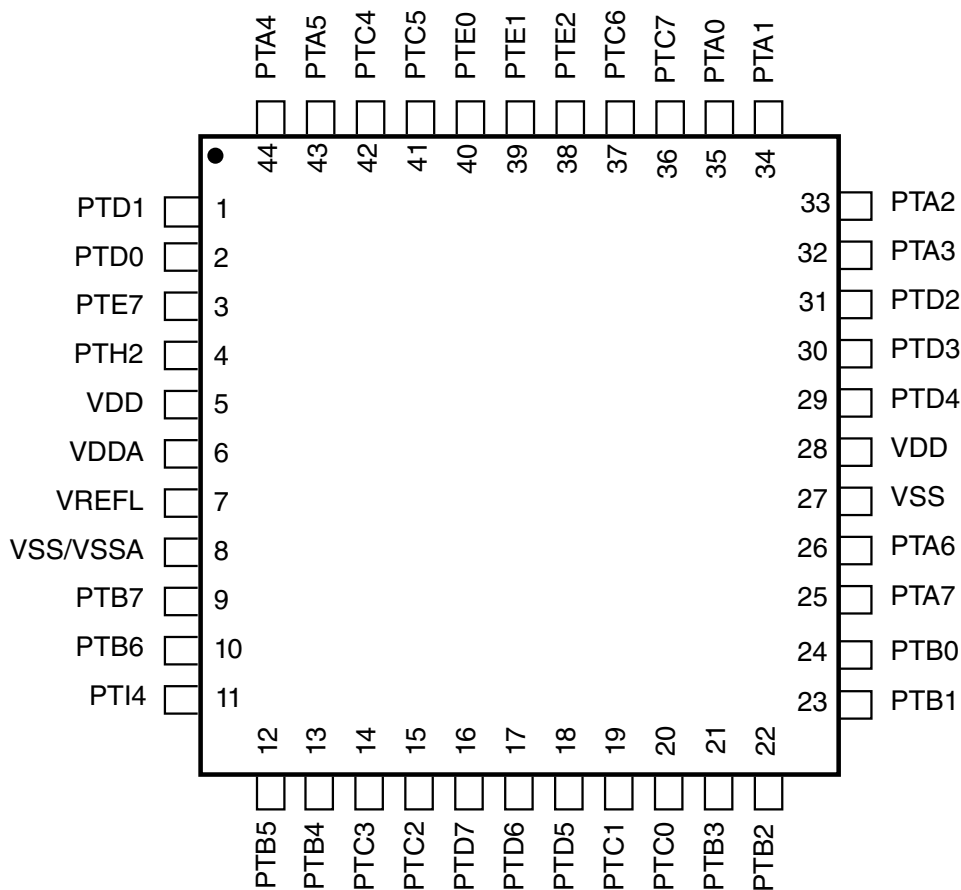 PTA4 PTA5 PTC4 PTC5 PTE0 PTE1 PTE2 PTC6 PTC7 PTA0 PTA1
44 43 42 41 40 39 38 37 36 35 34
PTD1 1 33 PTA2
PTD0 2 32 PTA3
PTE7 3 31 PTD2
PTH2 4 30 PTD3
VDD 5 29 PTD4
VDDA 6 28 VDD
VREFL 7 27 VSS
VSS/VSSA 8 26 PTA6
PTB7 9 25 PTA7
PTB6 10 24 PTB0
PTI4 11 23 PTB1
12 13 14 15 16 17 18 19 20 21 22
PTB5 PTB4 PTC3 PTC2 PTD7 PTD6 PTD5 PTC1 PTC0 PTB3 PTB2